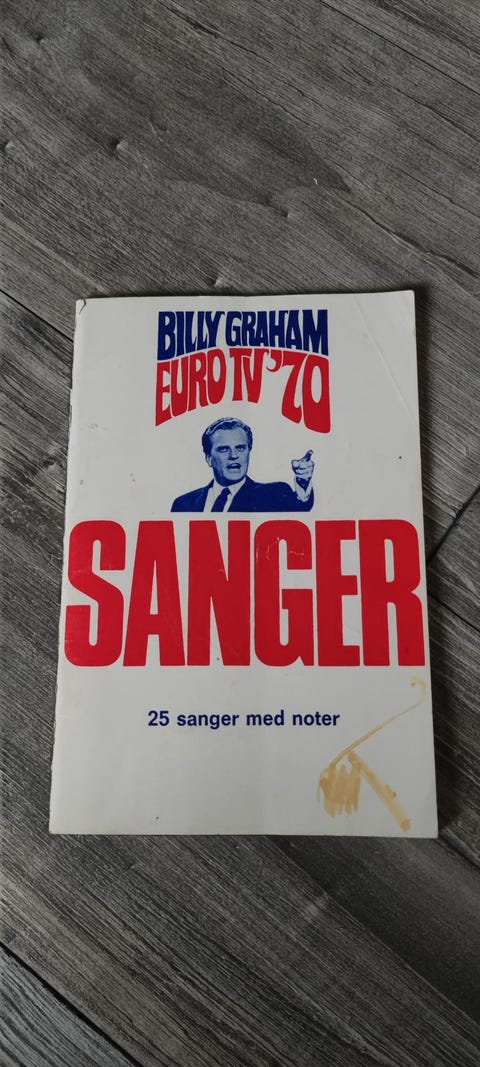 BILLY GRAHAM
EURO TV '70
SANGER
25 sanger med noter